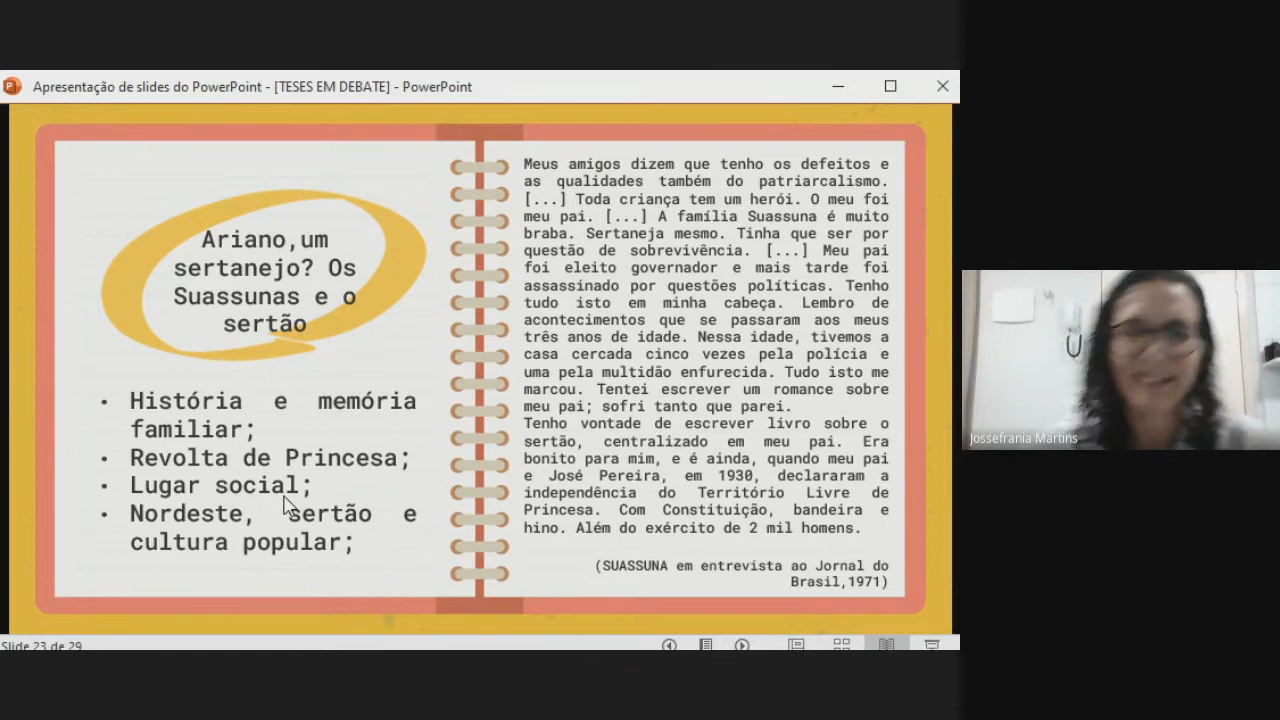 Apresentação de slides do PowerPoint - [TESES EM DEBATE] - PowerPoint
Ariano,um
sertanejo? Os
Suassunas e o
sertão
• História e memória
familiar;
• Revolta de Princesa;
• Lugar social;
• Nordeste, sertão e
cultura popular;
Meus amigos dizem que tenho os defeitos e
as qualidades também do patriarcalismo.
[...] Toda criança tem um herói. O meu foi
meu pai. [...] A família Suassuna é muito
braba. Sertaneja mesmo. Tinha que ser por
questão de sobrevivência. [...] Meu pai
foi eleito governador e mais tarde foi
assassinado por questões políticas. Tenho
tudo isto em minha cabeça. Lembro de
acontecimentos que se passaram aos meus
três anos de idade. Nessa idade, tivemos a
casa cercada cinco vezes pela polícia e
uma pela multidão enfurecida. Tudo isto me
marcou. Tentei escrever um romance sobre
meu pai; sofri tanto que parei.
Tenho vontade de escrever livro sobre o
sertão, centralizado em meu pai. Era
bonito para mim, e é ainda, quando meu pai
e José Pereira, em 1930, declararam a
independência do Território Livre de
Princesa. Com Constituição, bandeira e
hino. Além do exército de 2 mil homens.
(SUASSUNA em entrevista ao Jornal do
Brasil,1971)
Jossefrania Martins
Slide 23 de 29